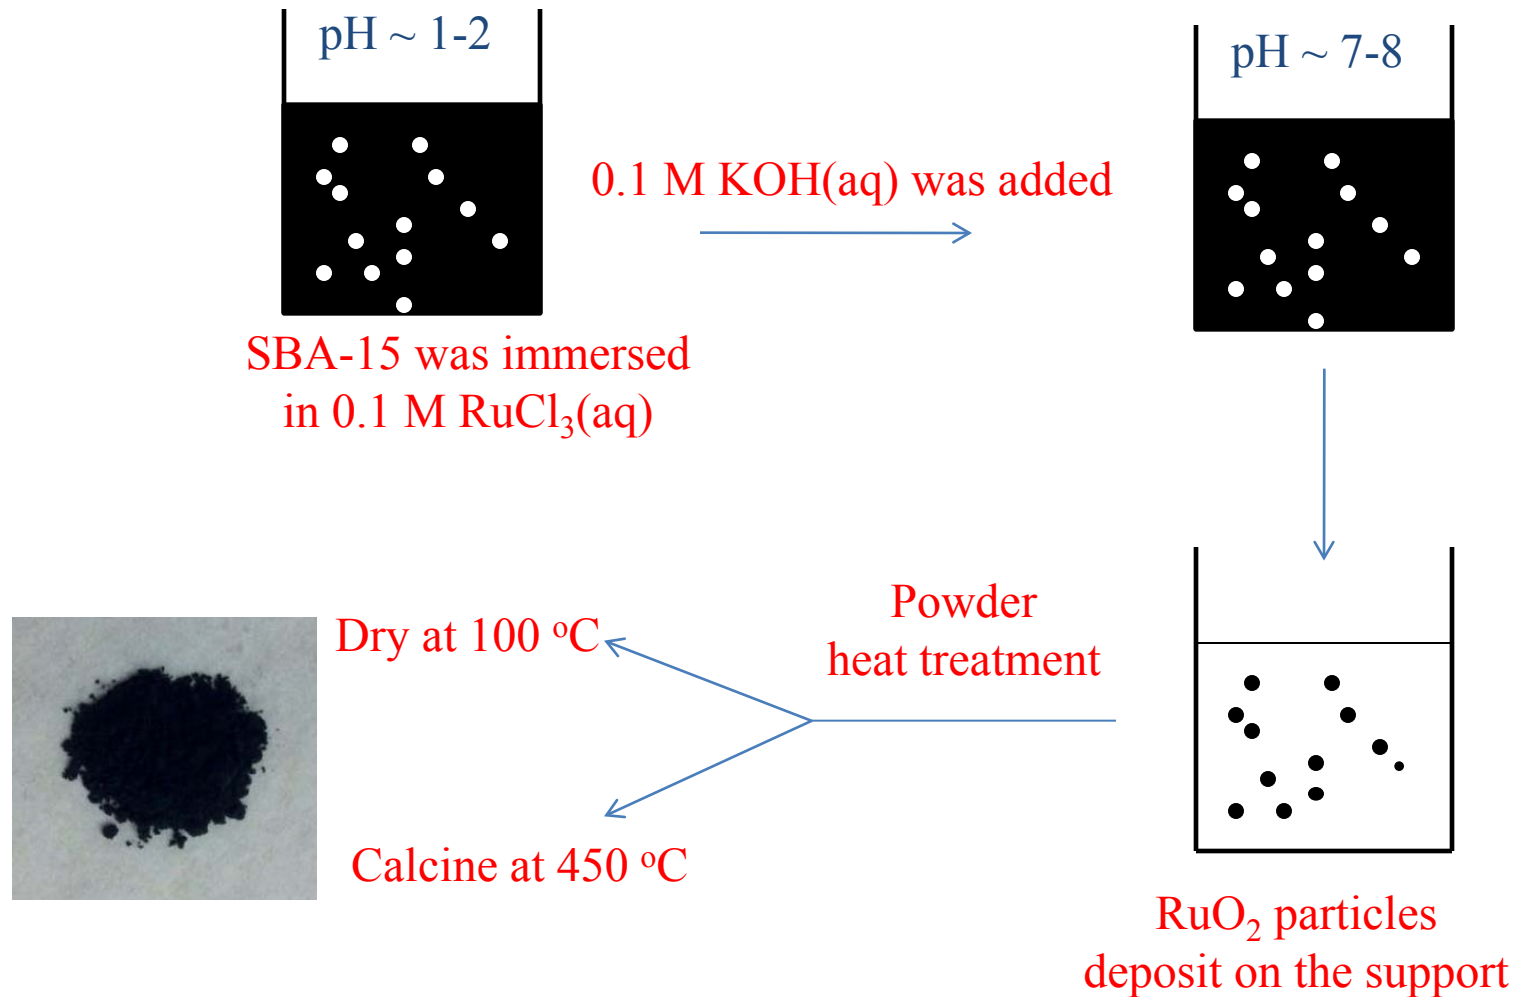 pH ~ 1-2
pH ~ 7-8
0.1 M KOH(aq) was added
SBA-15 was immersed
in 0.1 M RuCl₃(aq)
Powder
heat treatment
Dry at 100 ºC
Calcine at 450 ºC
RuO₂ particles
deposit on the support